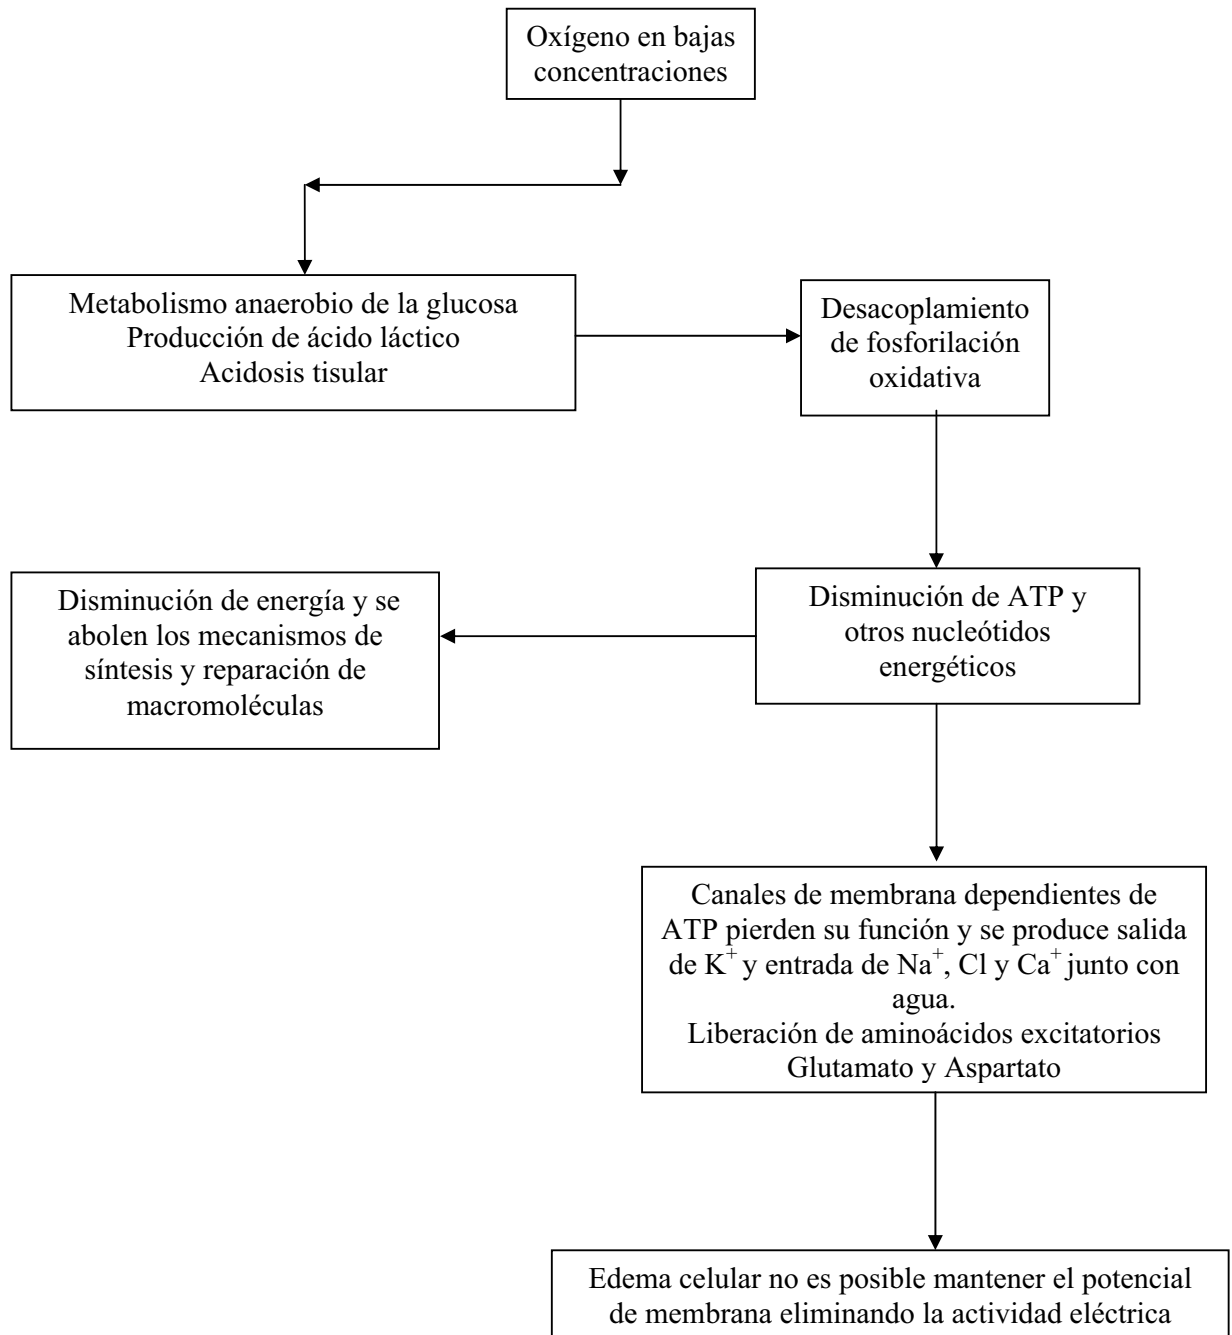 Oxígeno en bajas
concentraciones
Metabolismo anaerobio de la glucosa
Producción de ácido láctico
Acidosis tisular
Desacoplamiento
de fosforilación
oxidativa
Disminución de energía y se
abolen los mecanismos de
síntesis y reparación de
macromoléculas
Disminución de ATP y
otros nucleótidos
energéticos
Canales de membrana dependientes de
ATP pierden su función y se produce salida
de K⁺ y entrada de Na⁺, Cl y Ca⁺ junto con
agua.
Liberación de aminoácidos excitatorios
Glutamato y Aspartato
Edema celular no es posible mantener el potencial
de membrana eliminando la actividad eléctrica